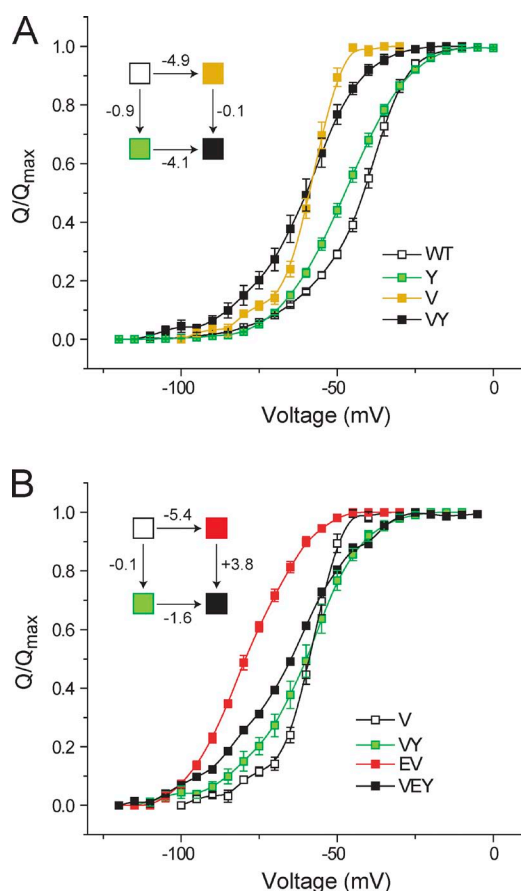 A
-4.9
-0.9
-0.1
-4.1
1.0
0.8
0.6
0.4
0.2
0.0
Q/Qmax
WT
Y
V
VY
-100
-50
0
Voltage (mV)
B
-5.4
-0.1
+3.8
-1.6
1.0
0.8
0.6
0.4
0.2
0.0
Q/Qmax
V
VY
EV
VEY
-100
-50
0
Voltage (mV)